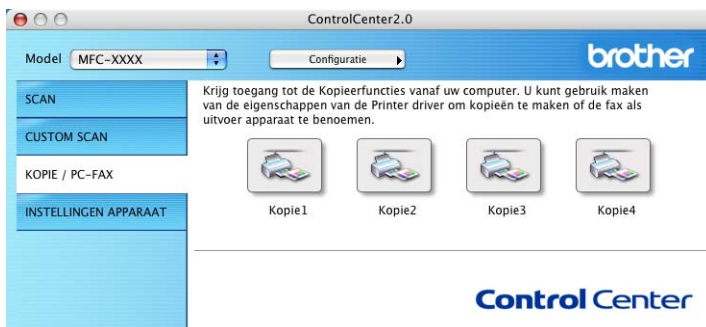 ControlCenter2.0
Model MFC-XXXX Configuratie brother
SCAN
CUSTOM SCAN
KOPIE / PC-FAX
INSTELLINGEN APPARAAT
Krijg toegang tot de Kopieerfuncties vanaf uw computer. U kunt gebruik maken
van de eigenschappen van de Printer driver om kopieën te maken of de fax als
uitvoer apparaat te benoemen.
Kopie1 Kopie2 Kopie3 Kopie4
Control Center